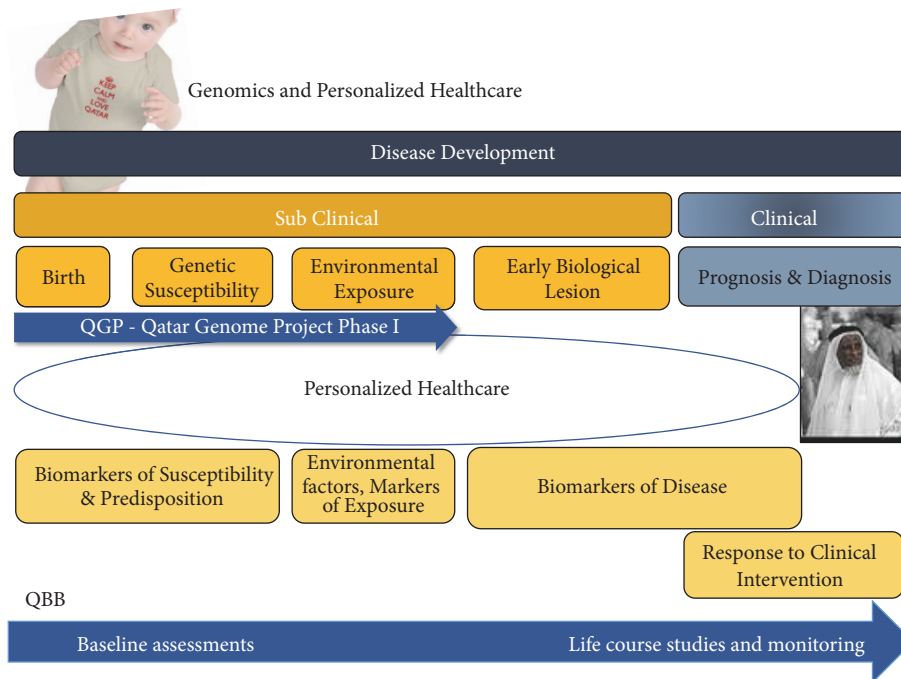 KEEP
CALM
AND
LOVE
QATAR
Genomics and Personalized Healthcare
Disease Development
Sub Clinical
Clinical
Birth
Genetic
Susceptibility
Environmental
Exposure
Early Biological
Lesion
Prognosis & Diagnosis
QGP - Qatar Genome Project Phase I
Personalized Healthcare
Biomarkers of Susceptibility
& Predisposition
Environmental
factors, Markers
of Exposure
Biomarkers of Disease
Response to Clinical
Intervention
QBB
Baseline assessments
Life course studies and monitoring